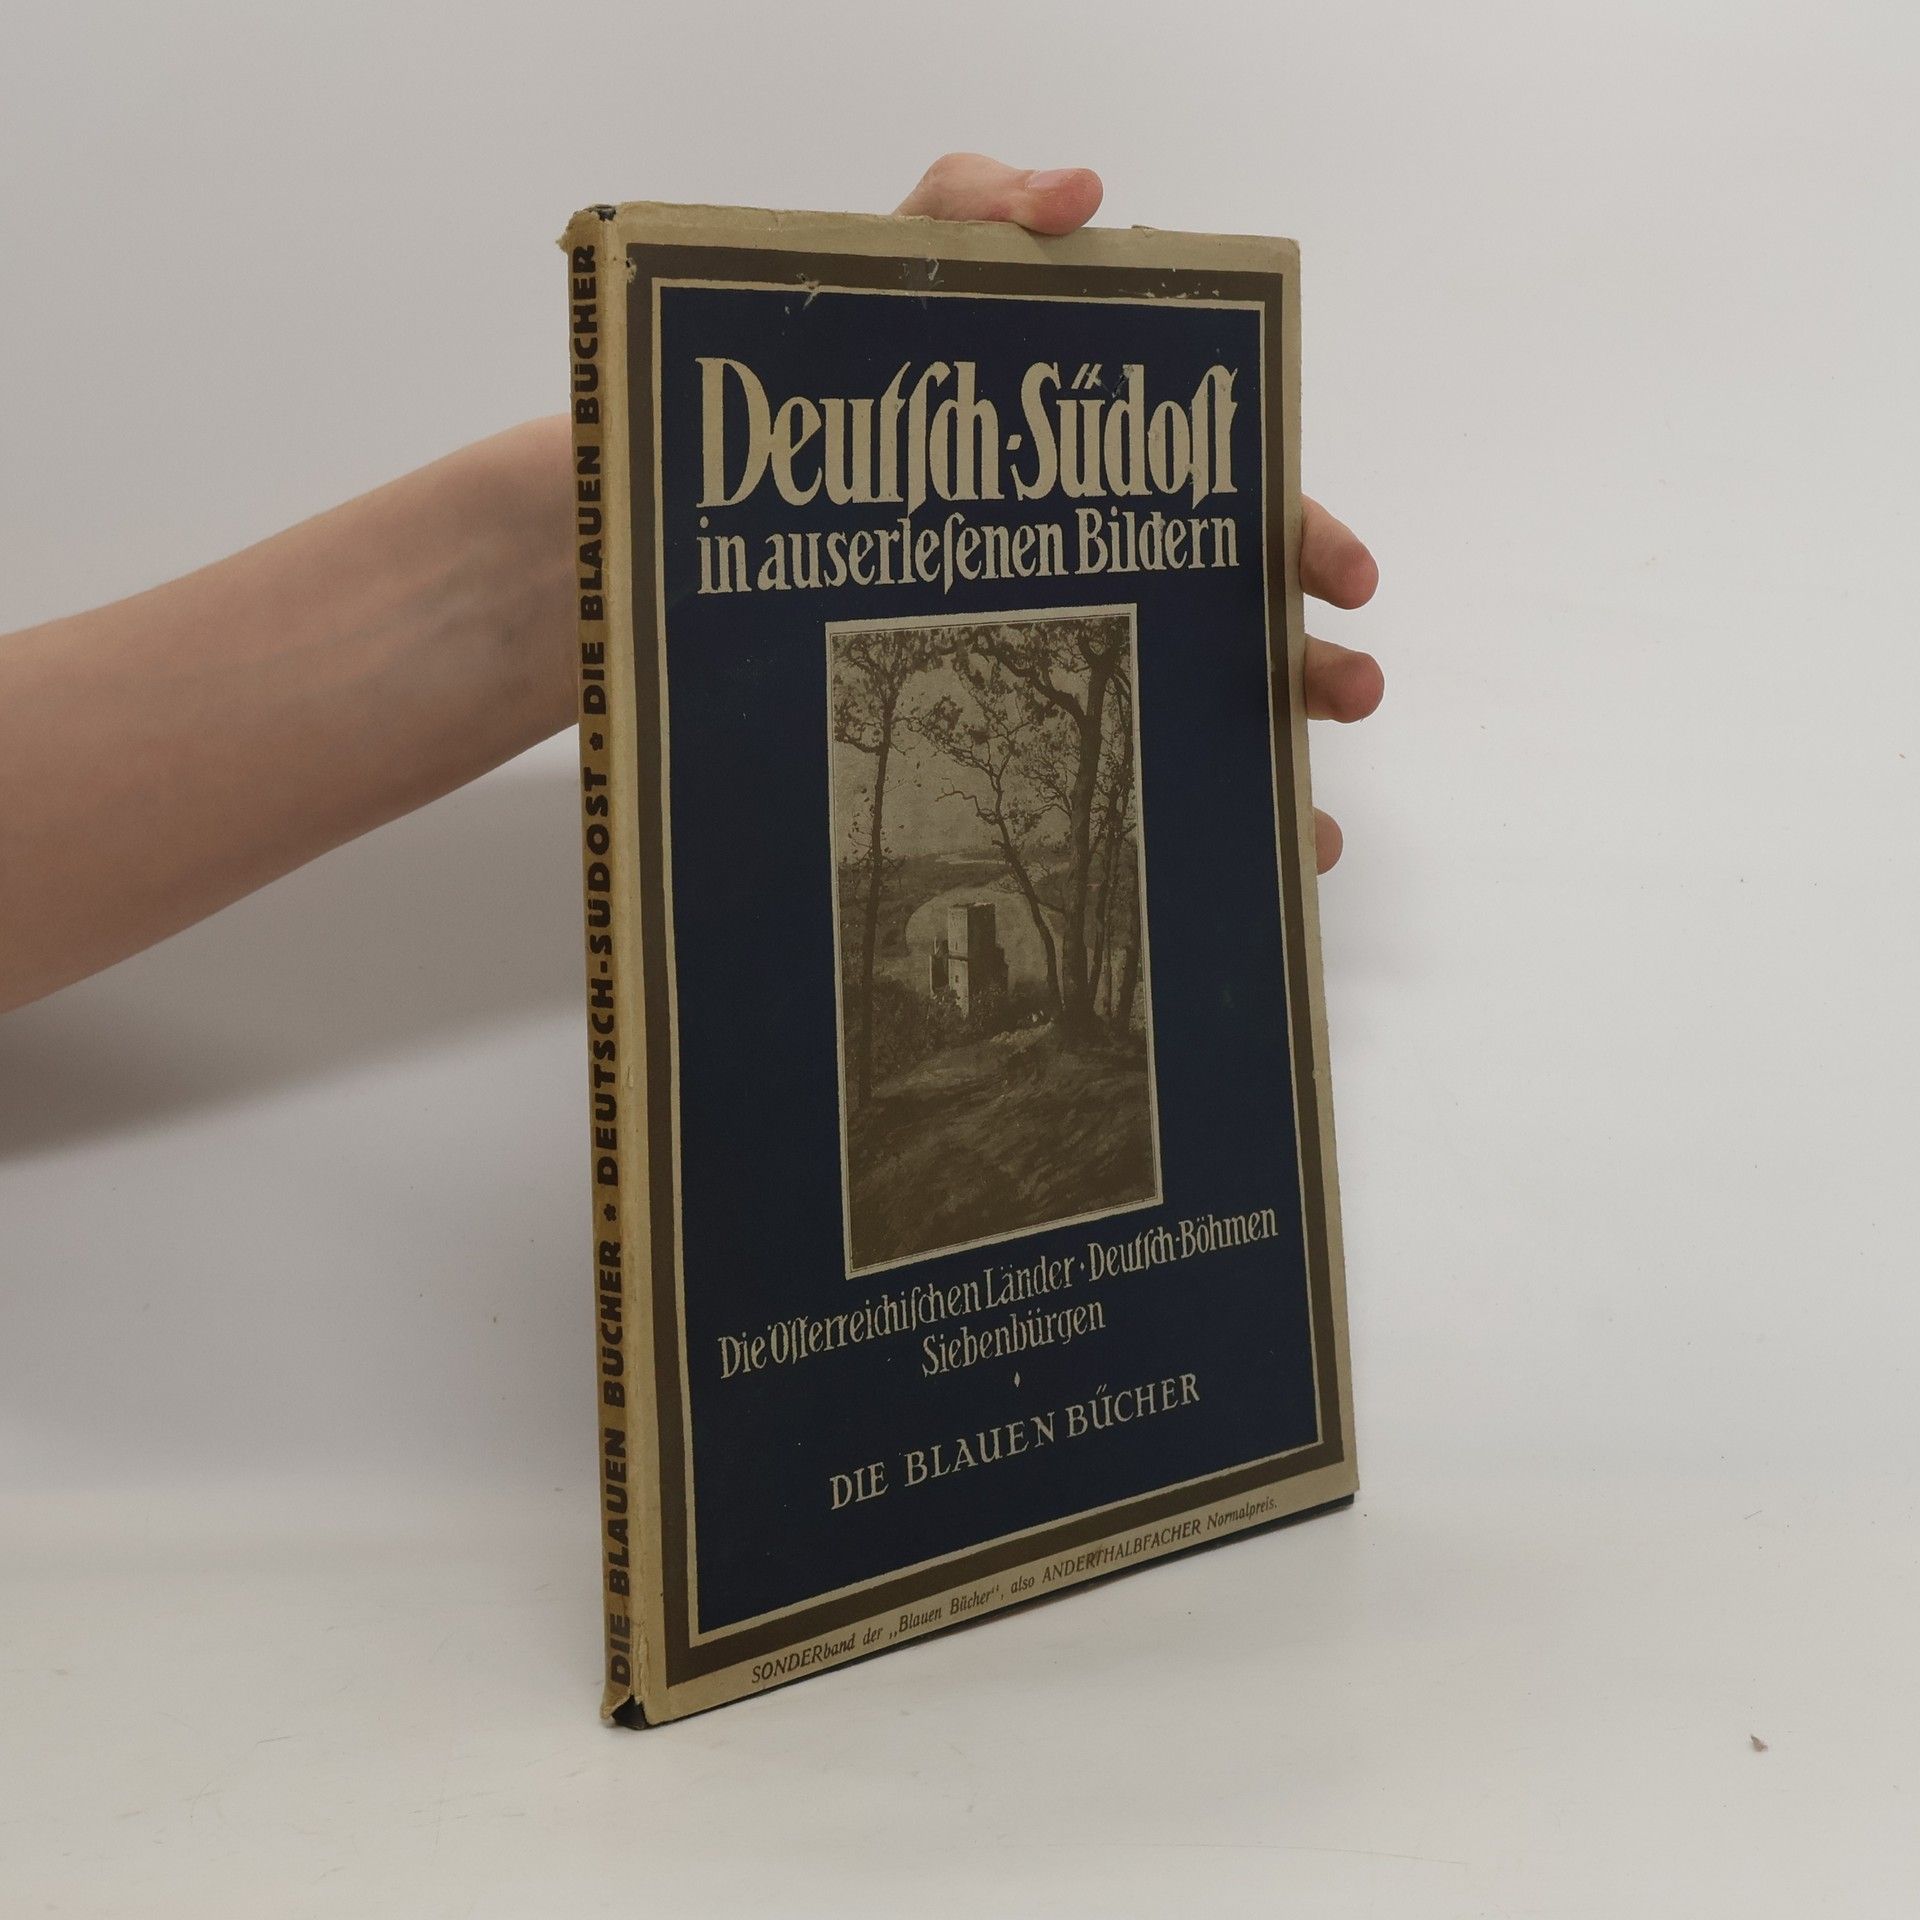 DIE BLAUEN BÜCHER * DEUTSCH-SÜDOST * DIE BLAUEN BÜCHER
Deutſch-Südoſt
in auserleſenen Bildern
Die Öſterreichiſchen Länder · Deutſch-Böhmen
Siebenbürgen
DIE BLAUEN BÜCHER
SONDERband der „Blauen Bücher“, also ANDERTHALBFACHER Normalpreis.